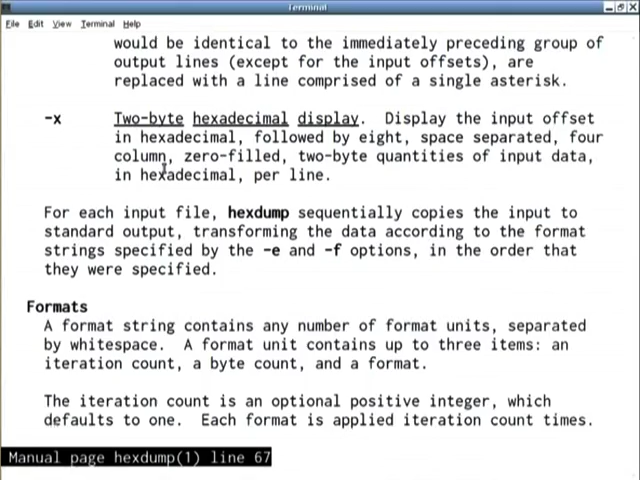 Terminal
File Edit View Terminal Help
would be identical to the immediately preceding group of
output lines (except for the input offsets), are
replaced with a line comprised of a single asterisk.
-x Two-byte hexadecimal display. Display the input offset
in hexadecimal, followed by eight, space separated, four
column, zero-filled, two-byte quantities of input data,
in hexadecimal, per line.
For each input file, hexdump sequentially copies the input to
standard output, transforming the data according to the format
strings specified by the -e and -f options, in the order that
they were specified.
Formats
A format string contains any number of format units, separated
by whitespace. A format unit contains up to three items: an
iteration count, a byte count, and a format.
The iteration count is an optional positive integer, which
defaults to one. Each format is applied iteration count times.
Manual page hexdump(1) line 67